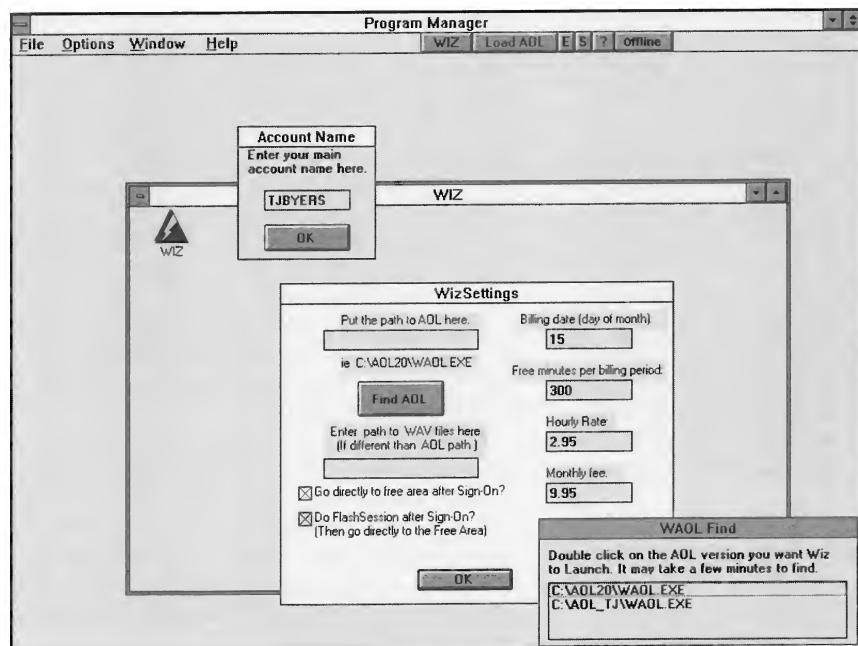 Program Manager
File Options Window Help
WIZ Load AOL E S ? Offline
Account Name
Enter your main
account name here.
TJBYERS
OK
WIZ
WIZ
WizSettings
Put the path to AOL here.
ie C:\AOL20\WAOL.EXE
Find AOL
Enter path to WAV files here
(If different than AOL path)
Go directly to free area after Sign-On?
Do FlashSession after Sign-On?
(Then go directly to the Free Area)
OK
Billing date (day of month)
15
Free minutes per billing period:
300
Hourly Rate
2.95
Monthly fee.
9.95
WAOL Find
Double click on the AOL version you want Wiz
to Launch. It may take a few minutes to find.
C:\AOL20\WAOL.EXE
C:\AOL_TJ\WAOL.EXE